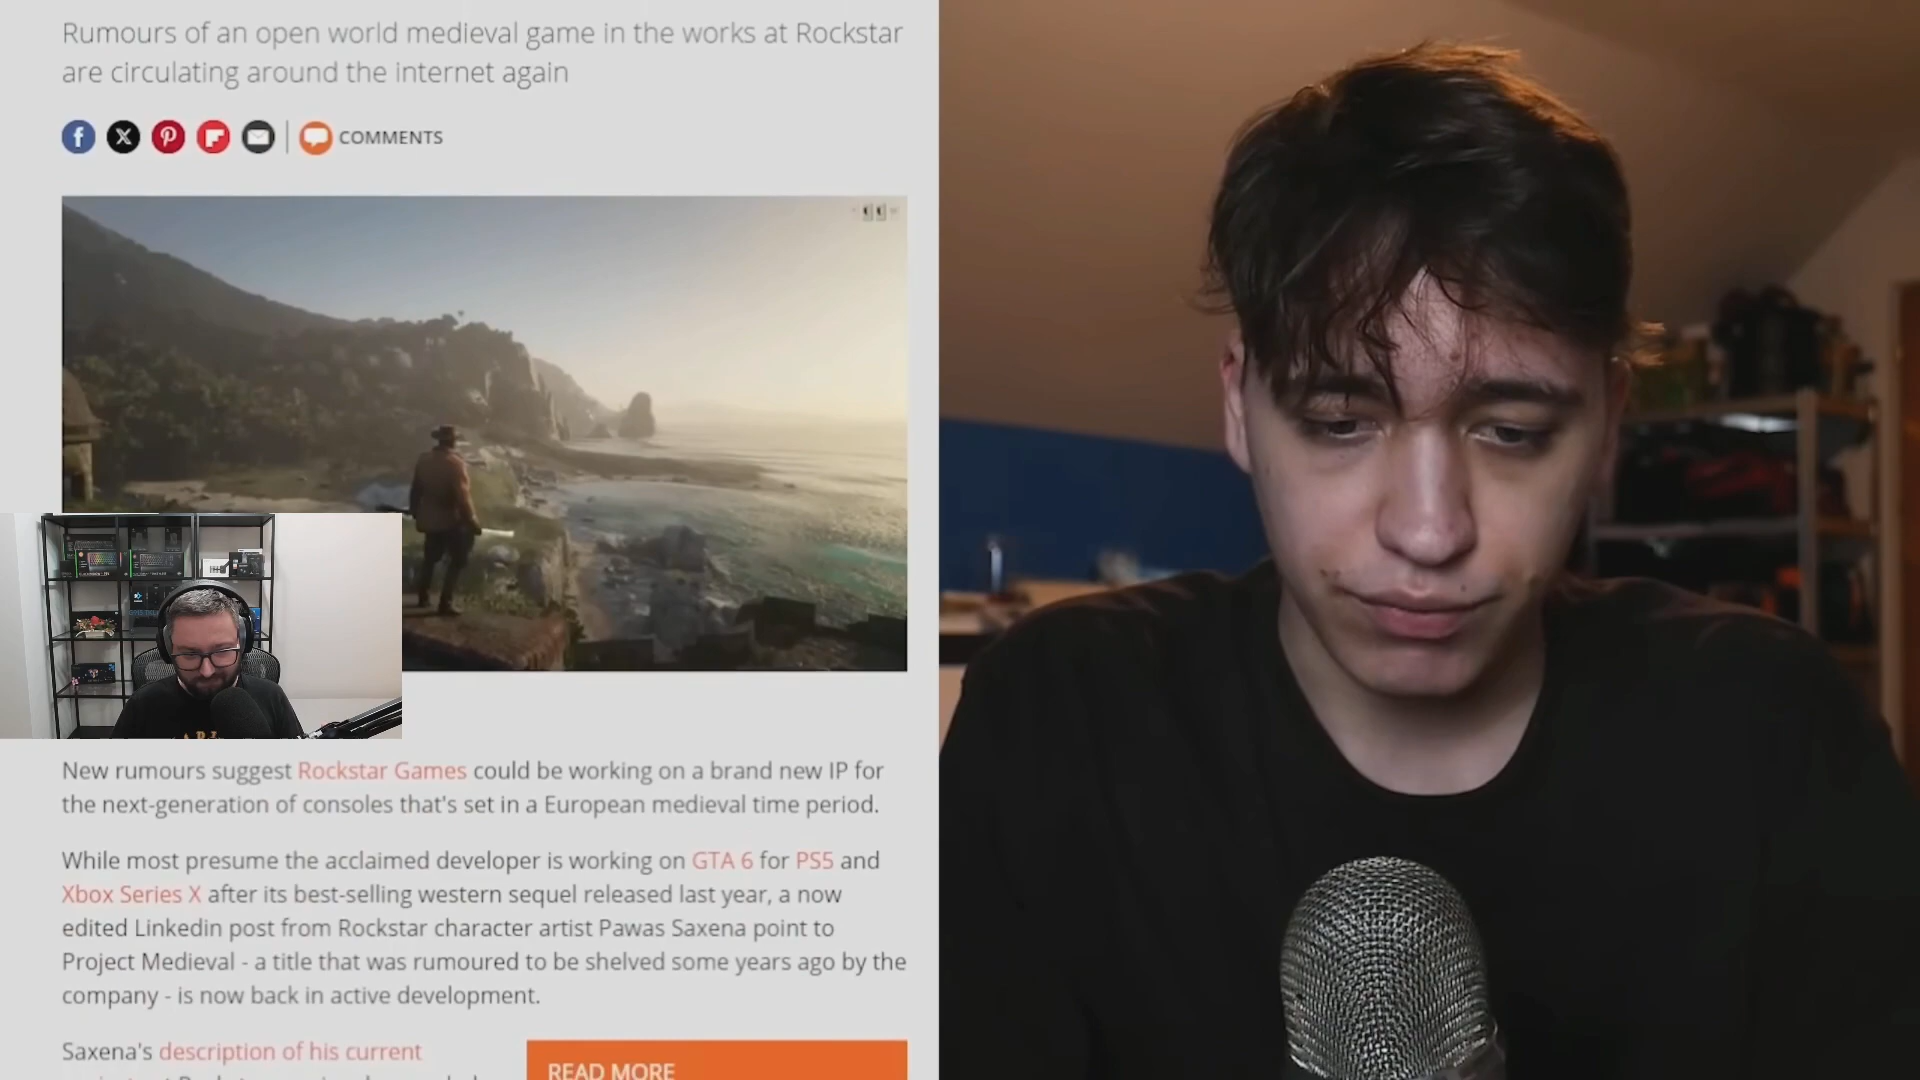 Rumours of an open world medieval game in the works at Rockstar
are circulating around the internet again
COMMENTS
New rumours suggest Rockstar Games could be working on a brand new IP for
the next-generation of consoles that's set in a European medieval time period.
While most presume the acclaimed developer is working on GTA 6 for PS5 and
Xbox Series X after its best-selling western sequel released last year, a now
edited Linkedin post from Rockstar character artist Pawas Saxena point to
Project Medieval - a title that was rumoured to be shelved some years ago by the
company - is now back in active development.
Saxena's description of his current
READ MORE